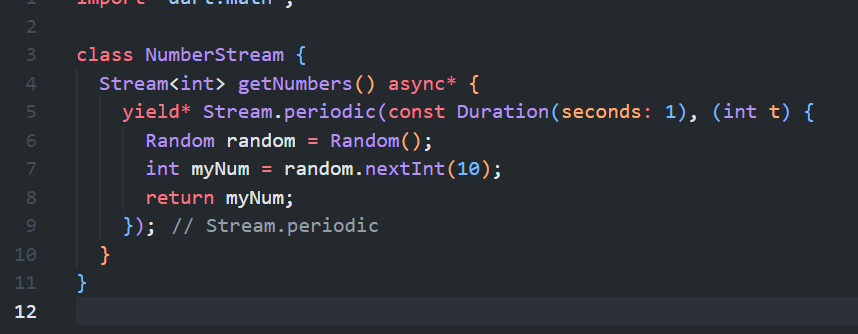 1 import 'dart:math';
2
3 class NumberStream {
4 Stream<int> getNumbers() async* {
5 yield* Stream.periodic(const Duration(seconds: 1), (int t) {
6 Random random = Random();
7 int myNum = random.nextInt(10);
8 return myNum;
9 }); // Stream.periodic
10 }
11 }
12